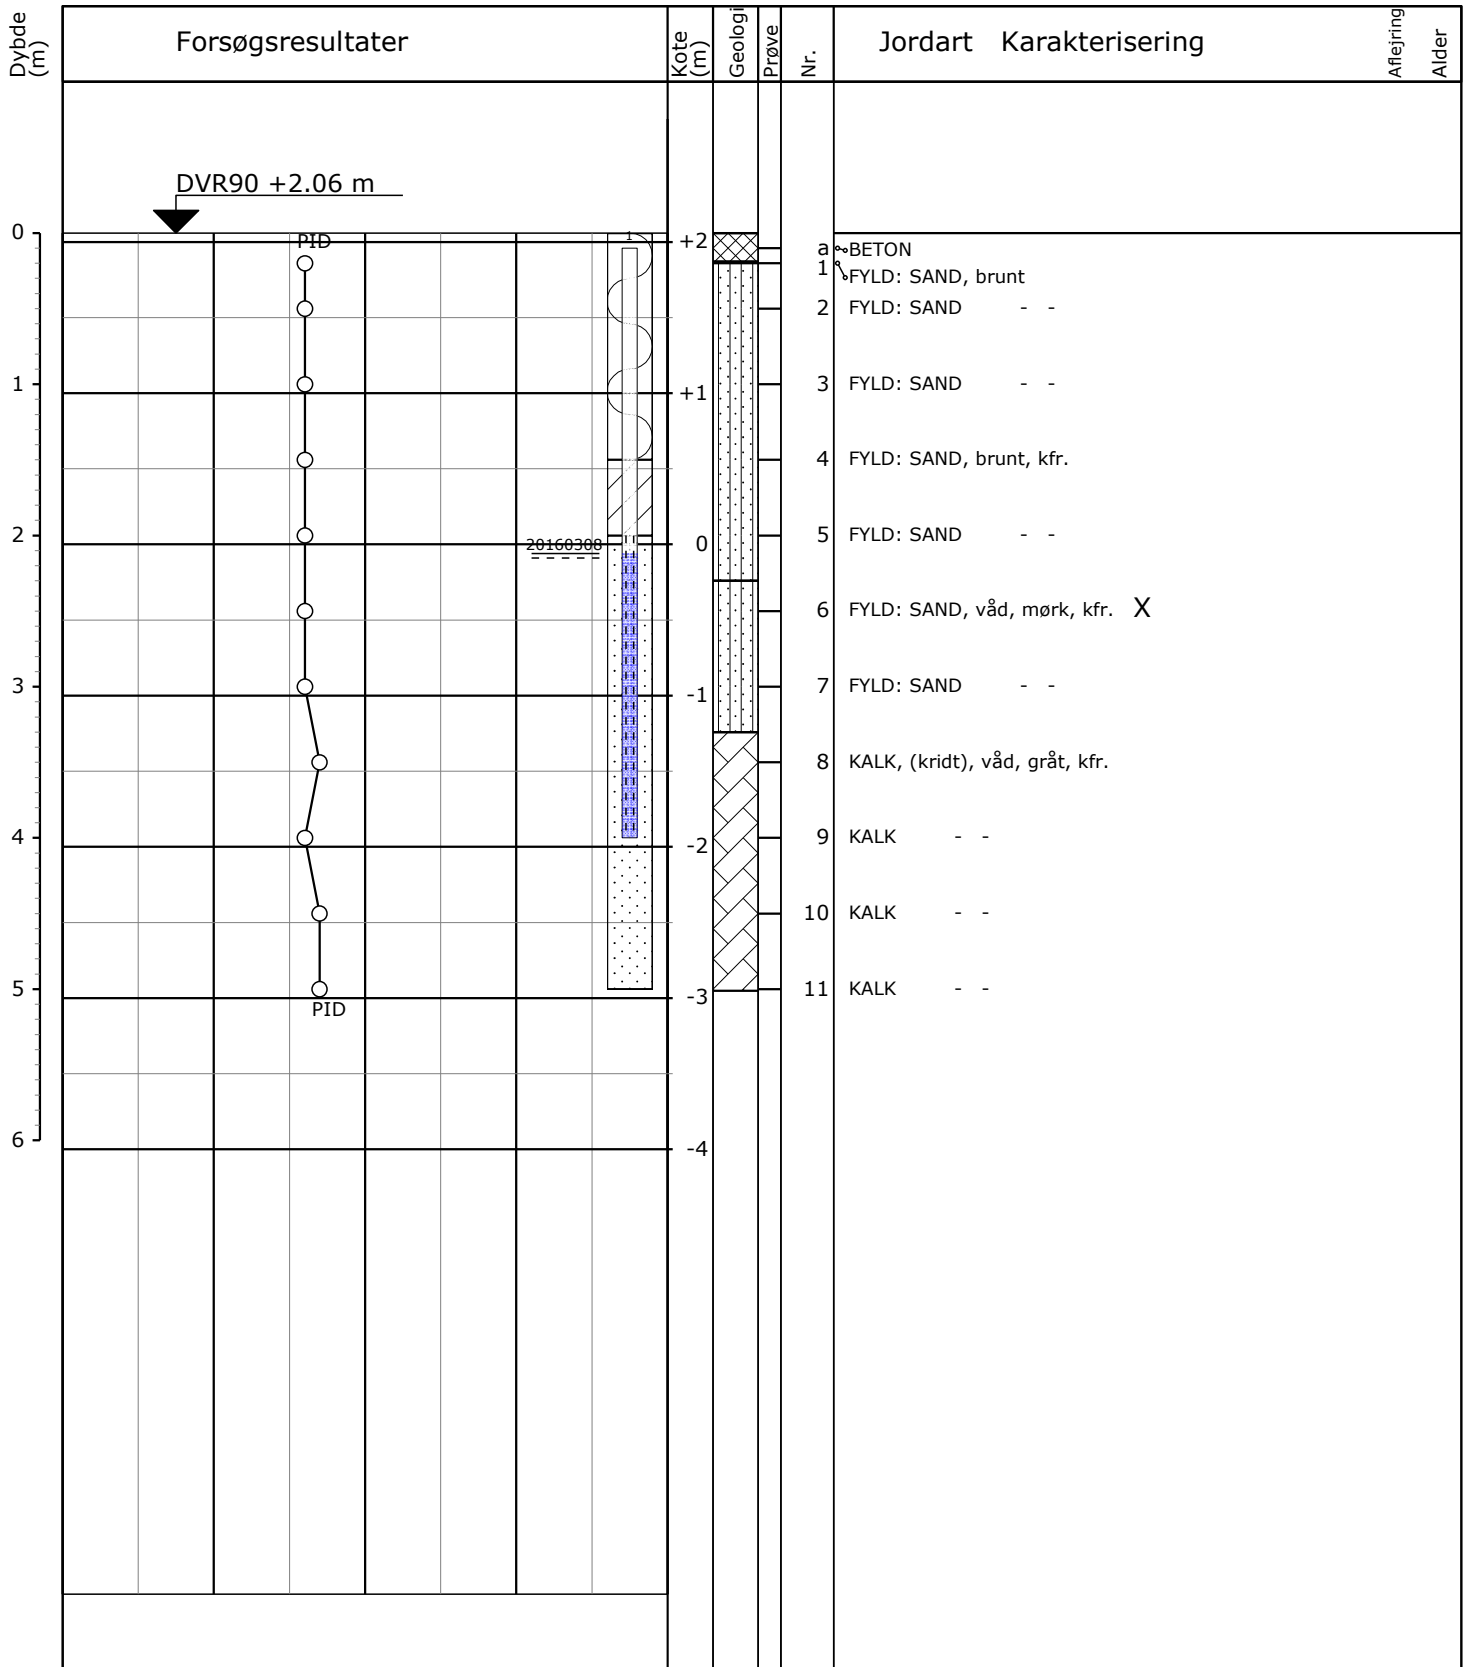 Dybde (m)
Forsøgsresultater
Kote (m)
Geologi
Prøve
Nr.
Jordart Karakterisering
Aflejring
Alder
DVR90 +2.06 m
0
PID
1
+2
a BETON
1 FYLD: SAND, brunt
2 FYLD: SAND - -
1
+1
3 FYLD: SAND - -
4 FYLD: SAND, brunt, kfr.
2
20160308
0
5 FYLD: SAND - -
6 FYLD: SAND, våd, mørk, kfr. X
3
-1
7 FYLD: SAND - -
8 KALK, (kridt), våd, gråt, kfr.
4
-2
9 KALK - -
10 KALK - -
5
-3
11 KALK - -
PID
6
-4